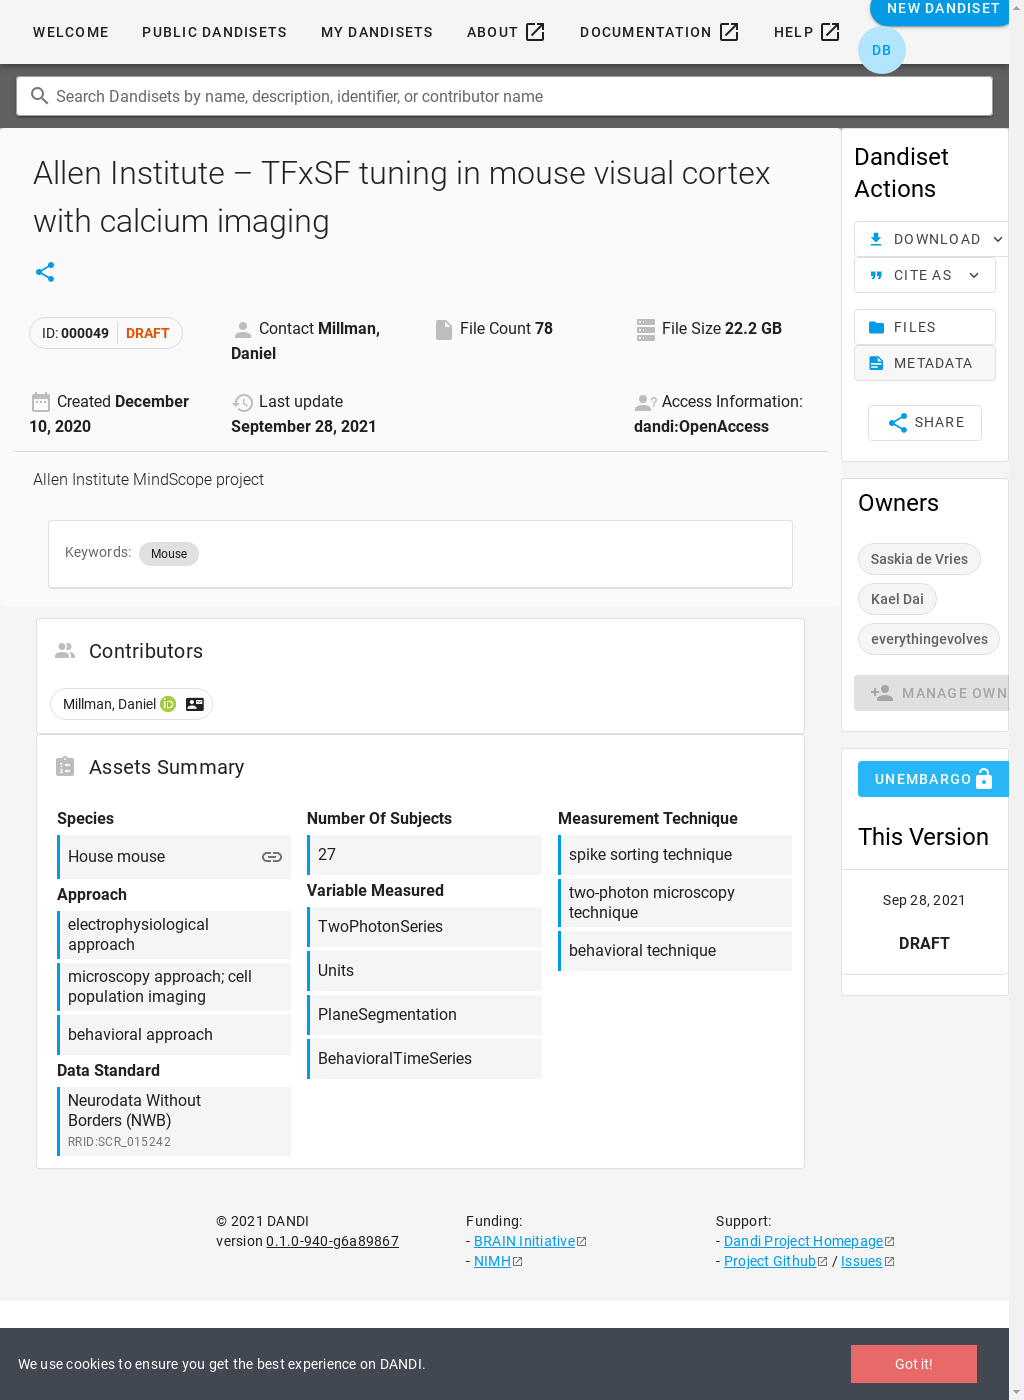 WELCOME PUBLIC DANDISETS MY DANDISETS ABOUT DOCUMENTATION HELP NEW DANDISET
DB
Search Dandisets by name, description, identifier, or contributor name
Allen Institute – TFxSF tuning in mouse visual cortex
with calcium imaging
ID: 000049 DRAFT
Contact Millman,
Daniel
File Count 78
File Size 22.2 GB
Created December
10, 2020
Last update
September 28, 2021
Access Information:
dandi:OpenAccess
Allen Institute MindScope project
Keywords: Mouse
Contributors
Millman, Daniel iD
Assets Summary
Species
House mouse
Approach
electrophysiological
approach
microscopy approach; cell
population imaging
behavioral approach
Data Standard
Neurodata Without
Borders (NWB)
RRID:SCR_015242
Number Of Subjects
27
Variable Measured
TwoPhotonSeries
Units
PlaneSegmentation
BehavioralTimeSeries
Measurement Technique
spike sorting technique
two-photon microscopy
technique
behavioral technique
Dandiset
Actions
DOWNLOAD
CITE AS
FILES
METADATA
SHARE
Owners
Saskia de Vries
Kael Dai
everythingevolves
MANAGE OWN
UNEMBARGO
This Version
Sep 28, 2021
DRAFT
© 2021 DANDI
version 0.1.0-940-g6a89867
Funding:
- BRAIN Initiative
- NIMH
Support:
- Dandi Project Homepage
- Project Github / Issues
We use cookies to ensure you get the best experience on DANDI.
Got it!